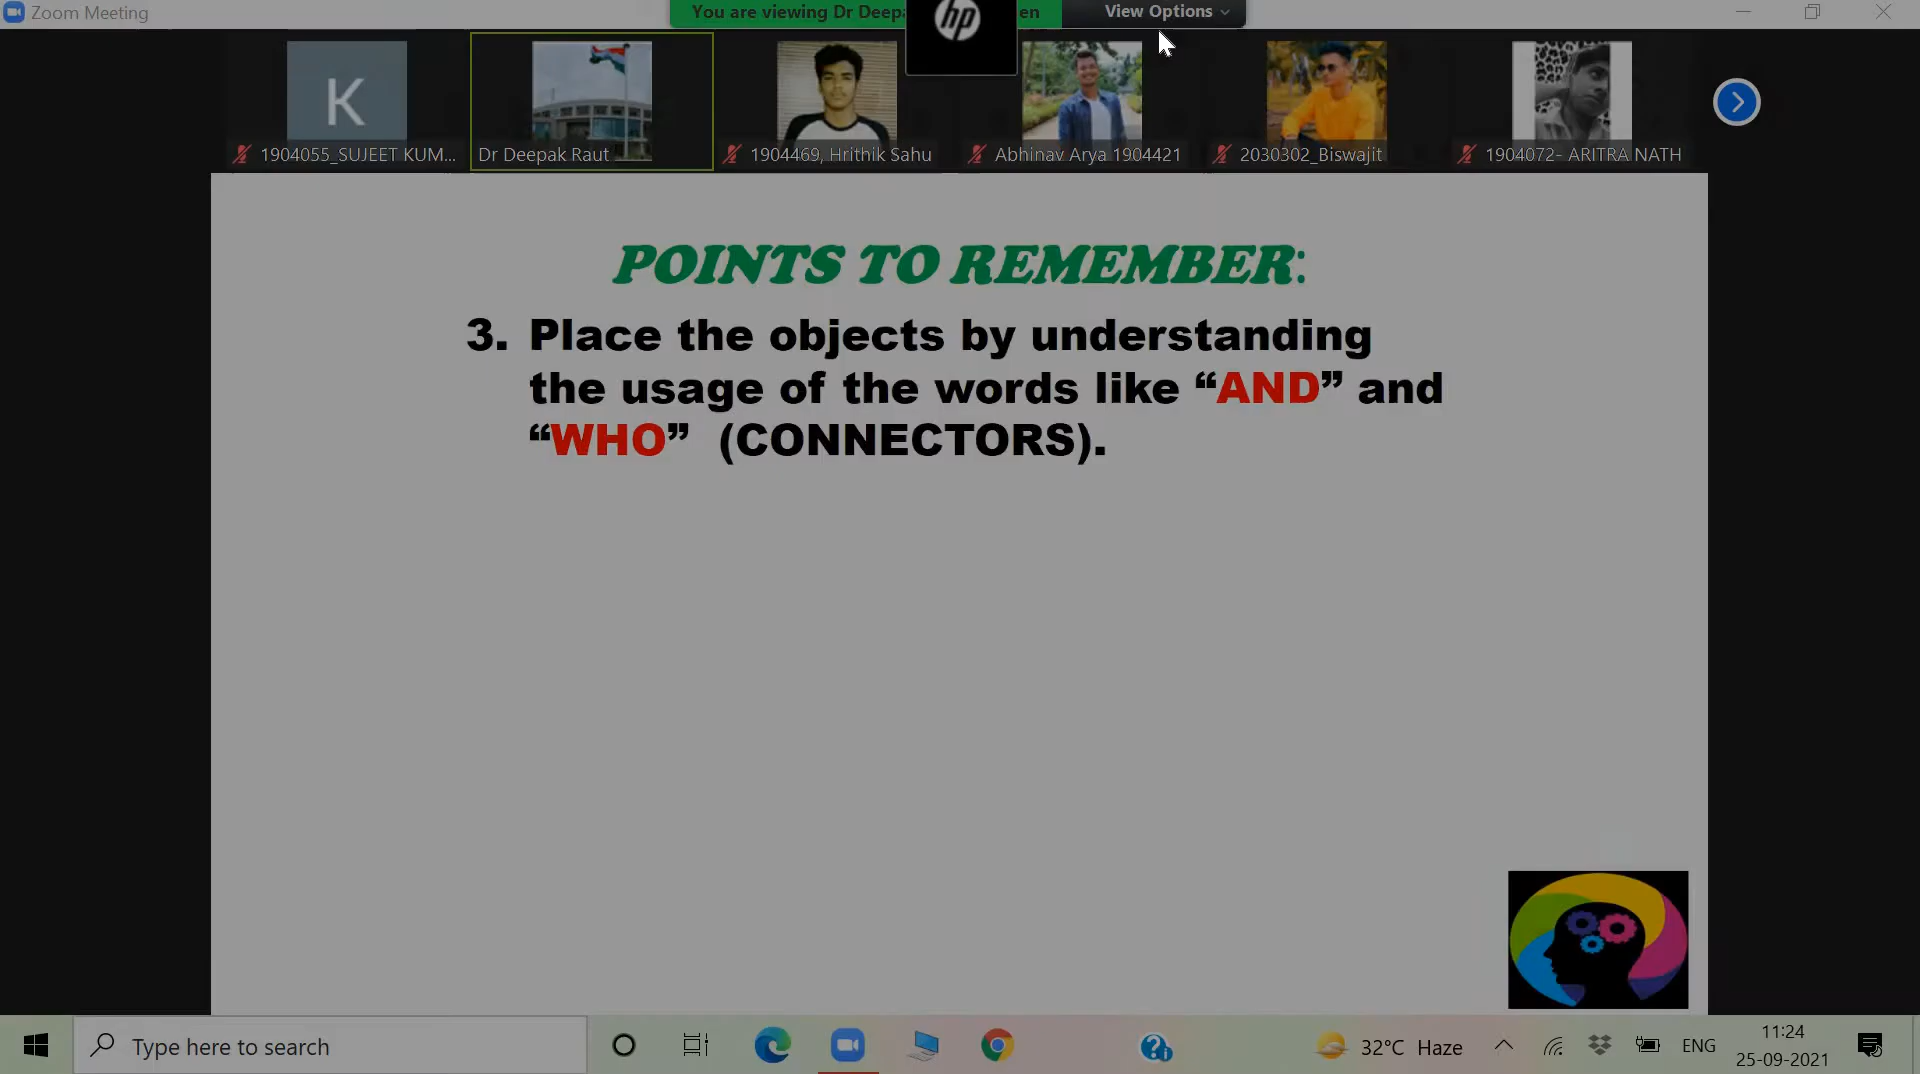 Zoom Meeting
You are viewing Dr Deepa
en
View Options
hp
K
1904055_SUJEET KUM...
Dr Deepak Raut
1904469, Hrithik Sahu
Abhinav Arya 1904421
2030302_Biswajit
1904072- ARITRA NATH
POINTS TO REMEMBER:
3. Place the objects by understanding
the usage of the words like “AND” and
“WHO” (CONNECTORS).
Type here to search
32°C Haze
ENG
11:24
25-09-2021